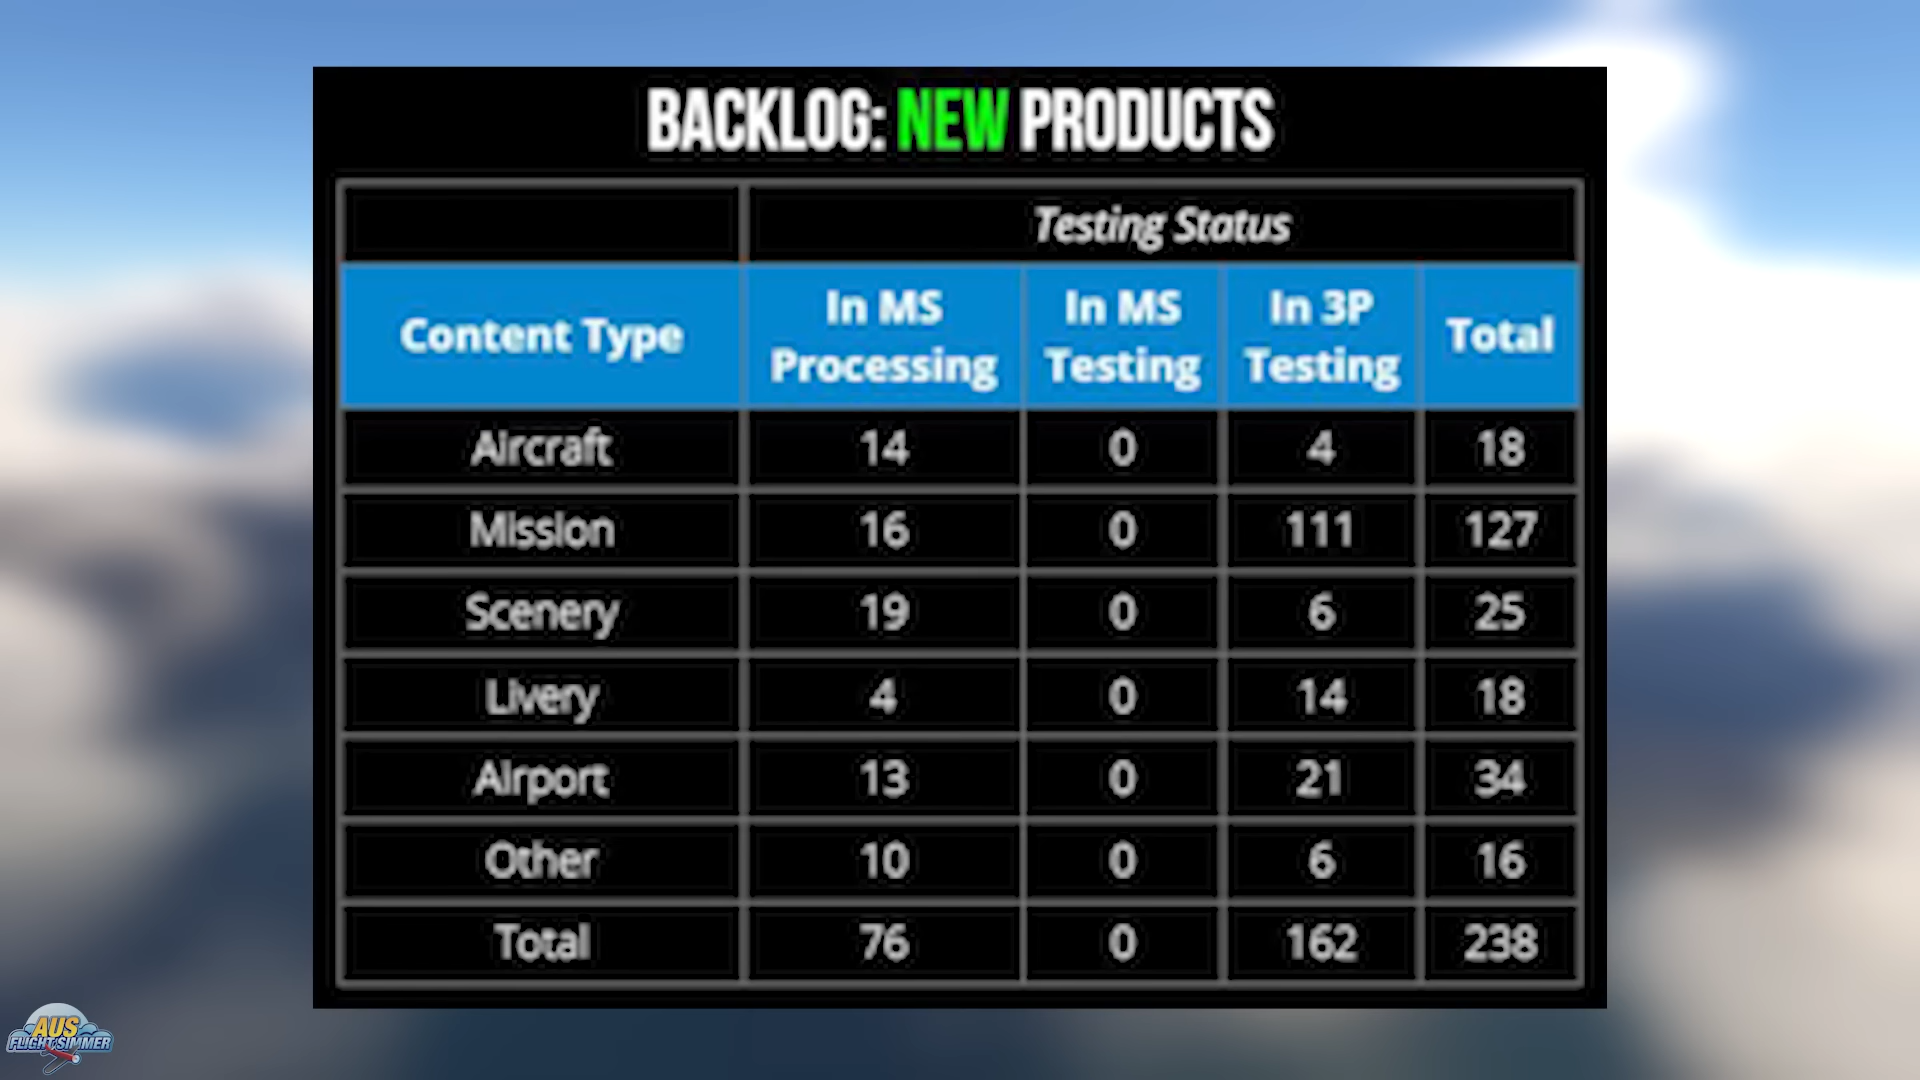 BACKLOG: NEW PRODUCTS
Testing Status
Content Type In MS Processing In MS Testing In 3P Testing Total
Aircraft 14 0 4 18
Mission 16 0 111 127
Scenery 19 0 6 25
Livery 4 0 14 18
Airport 13 0 21 34
Other 10 0 6 16
Total 76 0 162 238
AUS
FLIGHTSIMMER